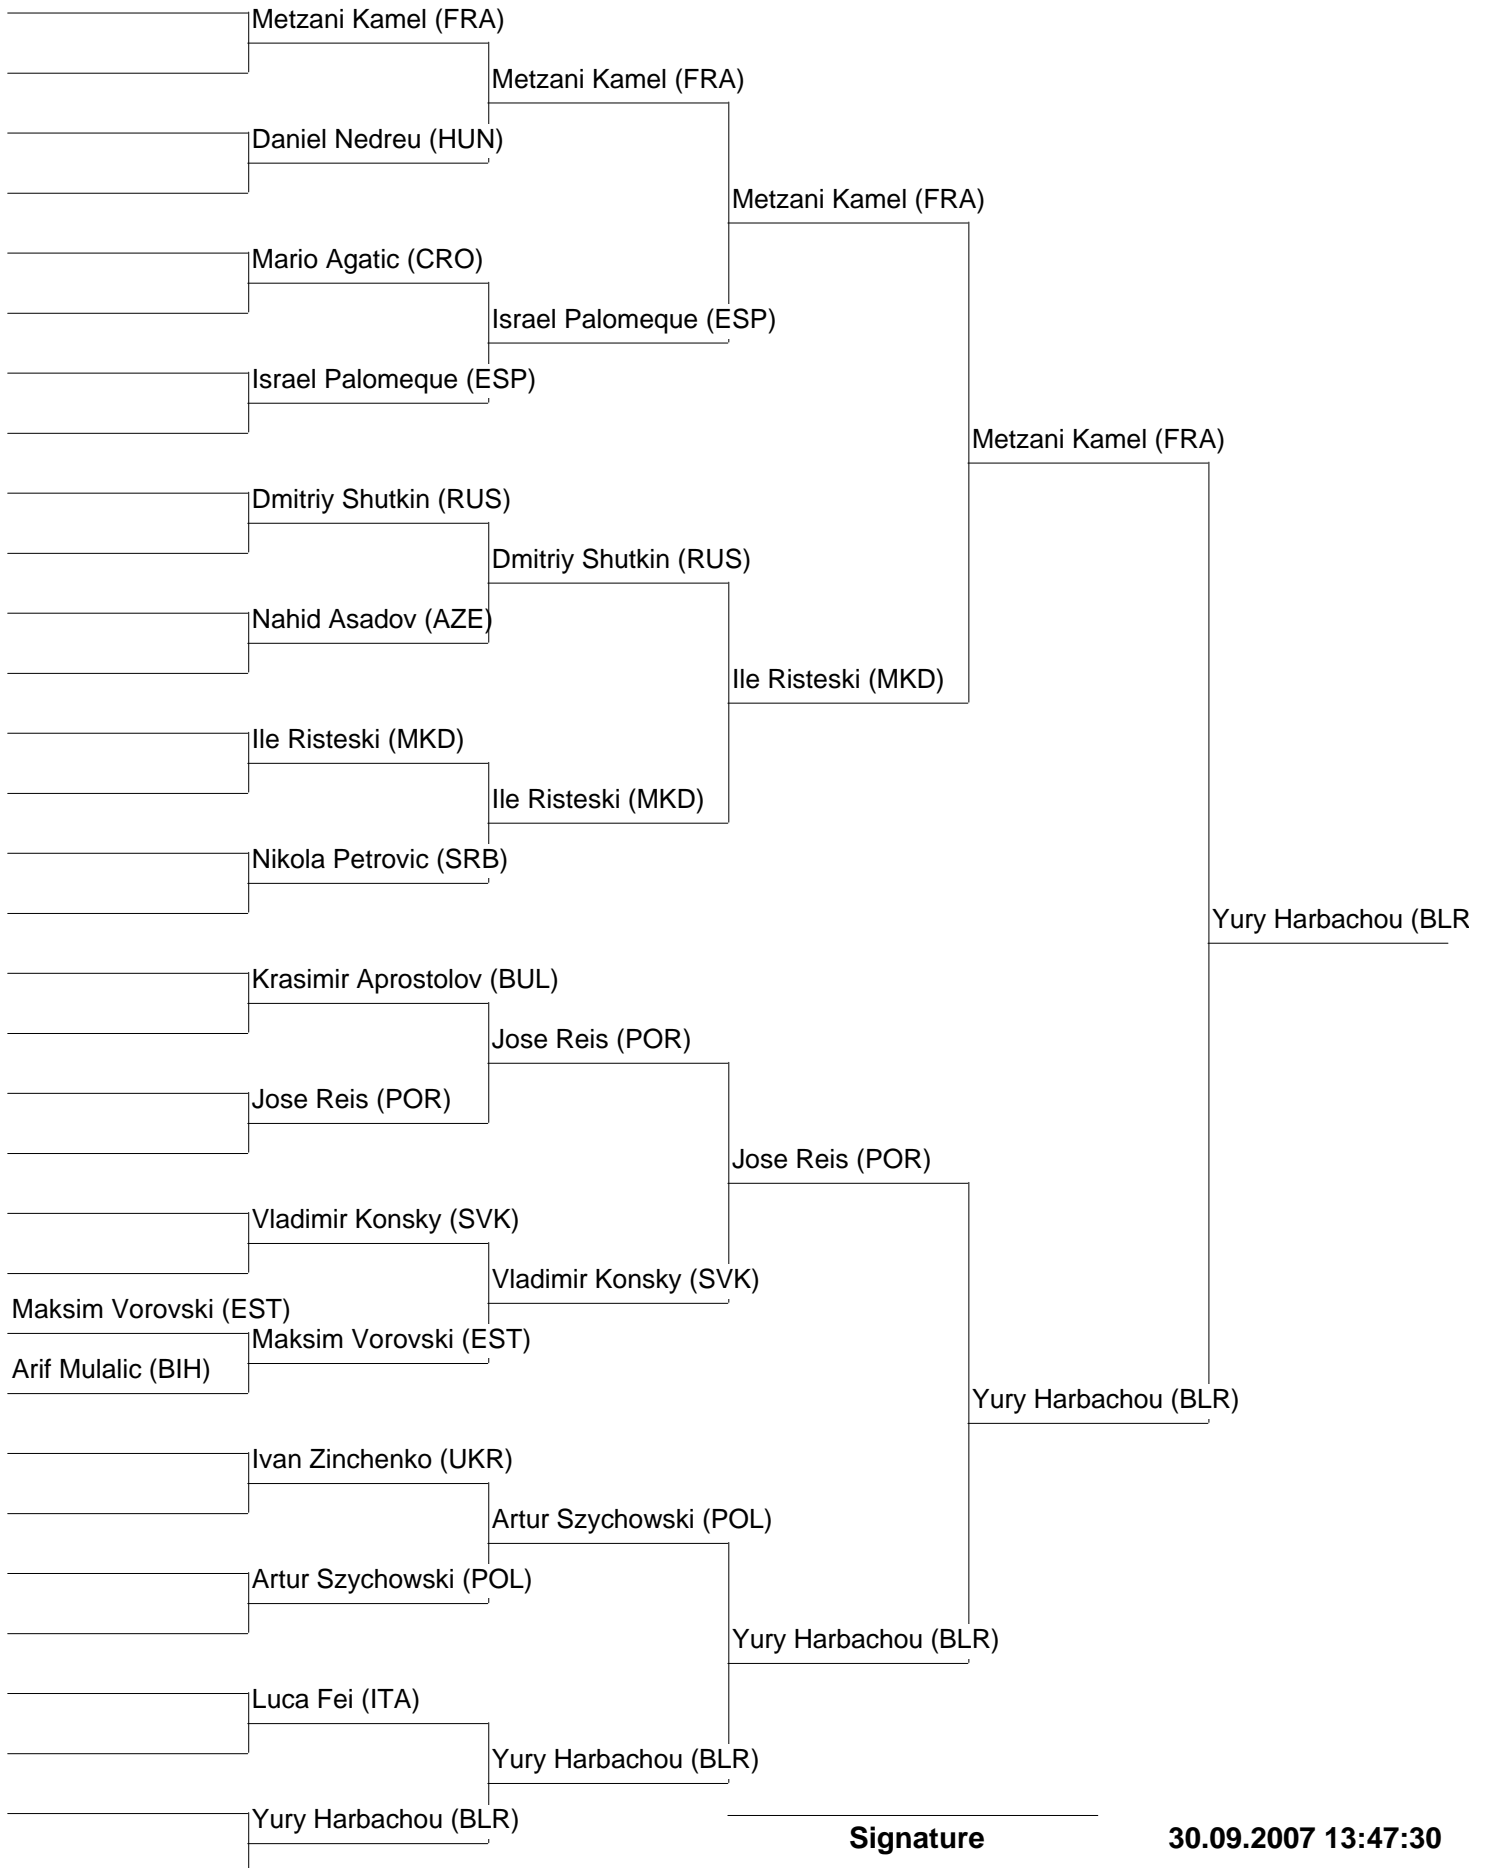 Metzani Kamel (FRA)
Metzani Kamel (FRA)
Daniel Nedreu (HUN)
Metzani Kamel (FRA)
Mario Agatic (CRO)
Israel Palomeque (ESP)
Israel Palomeque (ESP)
Metzani Kamel (FRA)
Dmitriy Shutkin (RUS)
Dmitriy Shutkin (RUS)
Nahid Asadov (AZE)
Ile Risteski (MKD)
Ile Risteski (MKD)
Ile Risteski (MKD)
Nikola Petrovic (SRB)
Yury Harbachou (BLR
Krasimir Aprostolov (BUL)
Jose Reis (POR)
Jose Reis (POR)
Jose Reis (POR)
Vladimir Konsky (SVK)
Vladimir Konsky (SVK)
Maksim Vorovski (EST)
Maksim Vorovski (EST)
Arif Mulalic (BIH)
Yury Harbachou (BLR)
Ivan Zinchenko (UKR)
Artur Szychowski (POL)
Artur Szychowski (POL)
Yury Harbachou (BLR)
Luca Fei (ITA)
Yury Harbachou (BLR)
Yury Harbachou (BLR)
Signature
30.09.2007 13:47:30